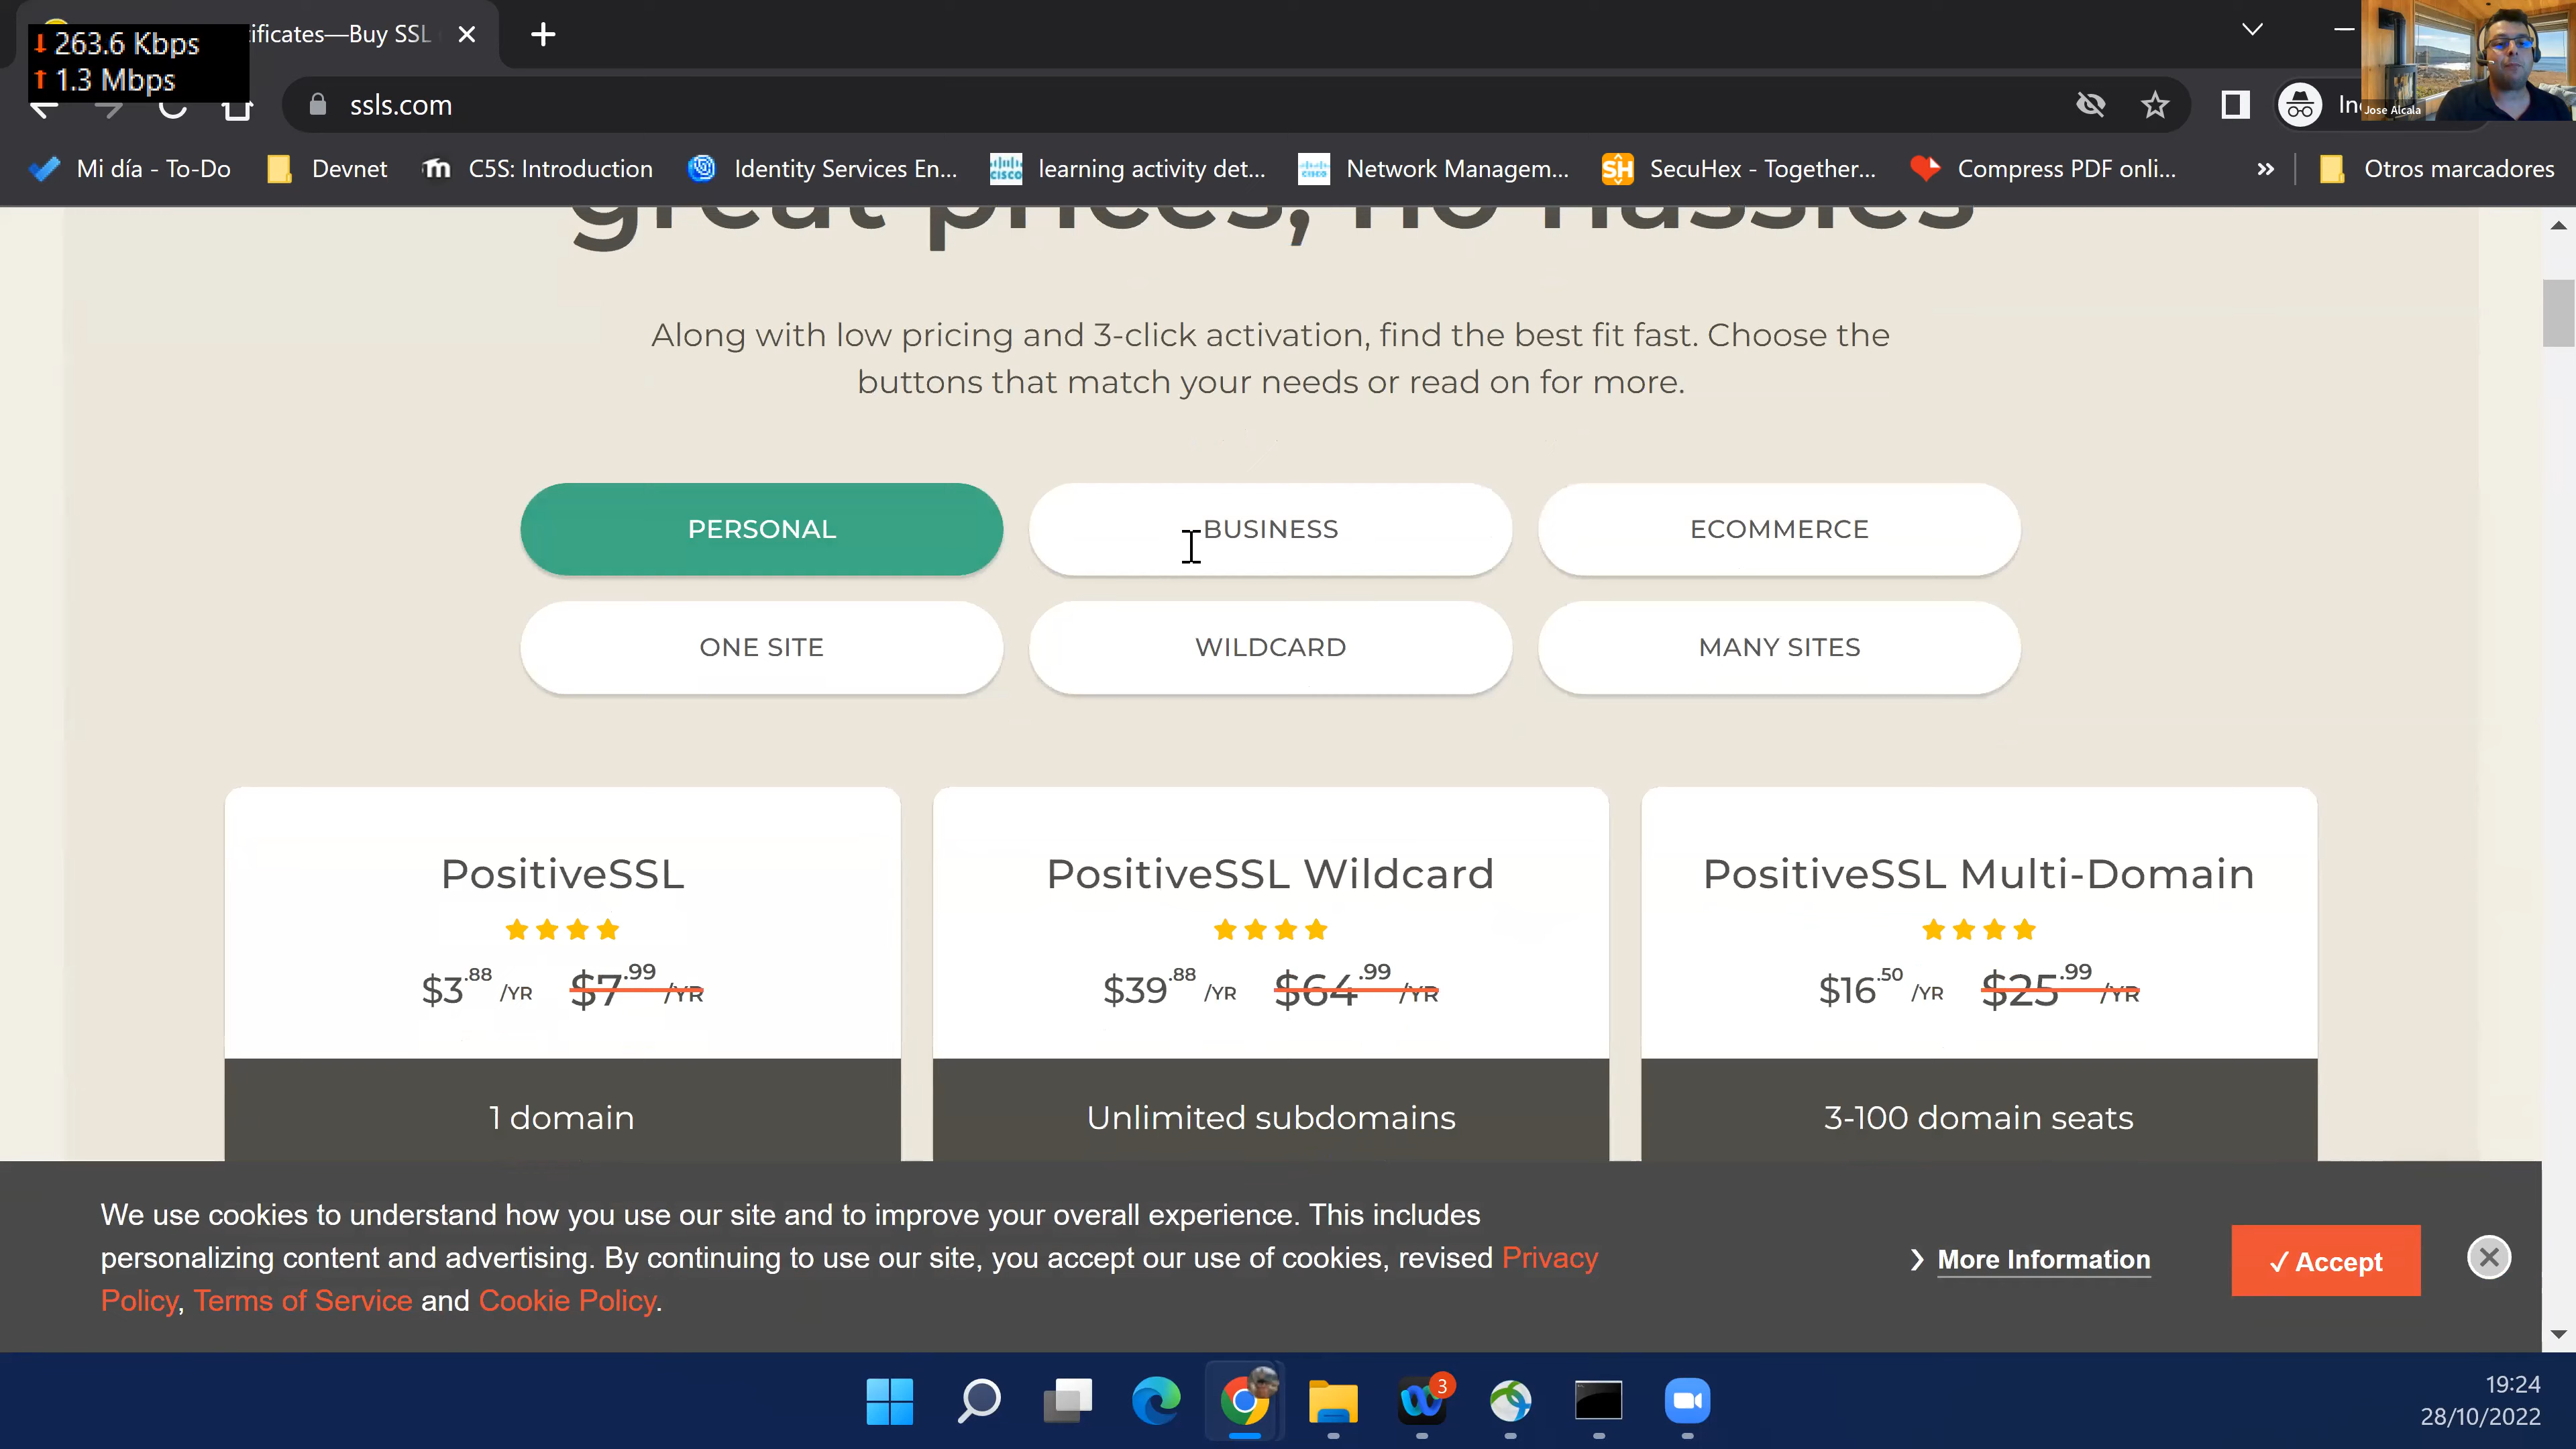 ificates—Buy SSL
↓ 263.6 Kbps
↑ 1.3 Mbps
ssls.com
Jose Alcala
Mi día - To-Do
Devnet
C5S: Introduction
Identity Services En...
learning activity det...
Network Managem...
SecuHex - Together...
Compress PDF onli...
»
Otros marcadores
great prices, no hassles
Along with low pricing and 3-click activation, find the best fit fast. Choose the
buttons that match your needs or read on for more.
PERSONAL
BUSINESS
ECOMMERCE
ONE SITE
WILDCARD
MANY SITES
PositiveSSL
$3.88 /YR $7.99 /YR
1 domain
PositiveSSL Wildcard
$39.88 /YR $64.99 /YR
Unlimited subdomains
PositiveSSL Multi-Domain
$16.50 /YR $25.99 /YR
3-100 domain seats
We use cookies to understand how you use our site and to improve your overall experience. This includes
personalizing content and advertising. By continuing to use our site, you accept our use of cookies, revised Privacy
Policy, Terms of Service and Cookie Policy.
More Information
✓ Accept
3
19:24
28/10/2022